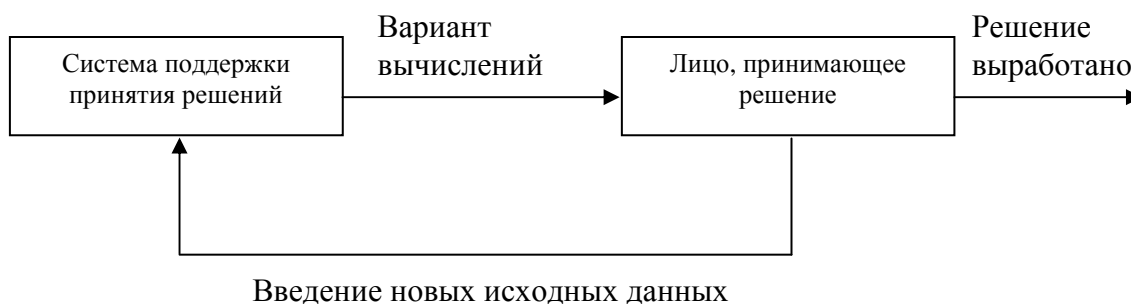 Система поддержки
принятия решений
Вариант
вычислений
Лицо, принимающее
решение
Решение
выработано
Введение новых исходных данных